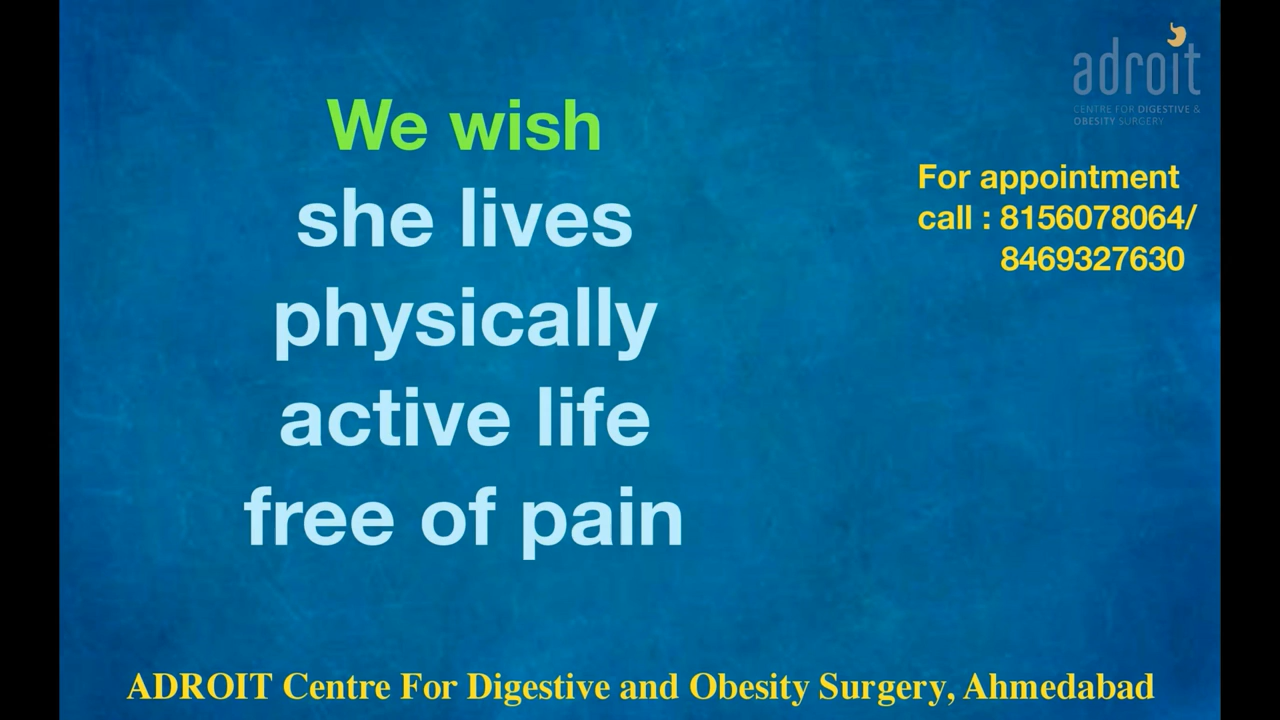 We wish
she lives
physically
active life
free of pain
adroit
CENTRE FOR DIGESTIVE &
OBESITY SURGERY
For appointment
call : 8156078064/
8469327630
ADROIT Centre For Digestive and Obesity Surgery, Ahmedabad